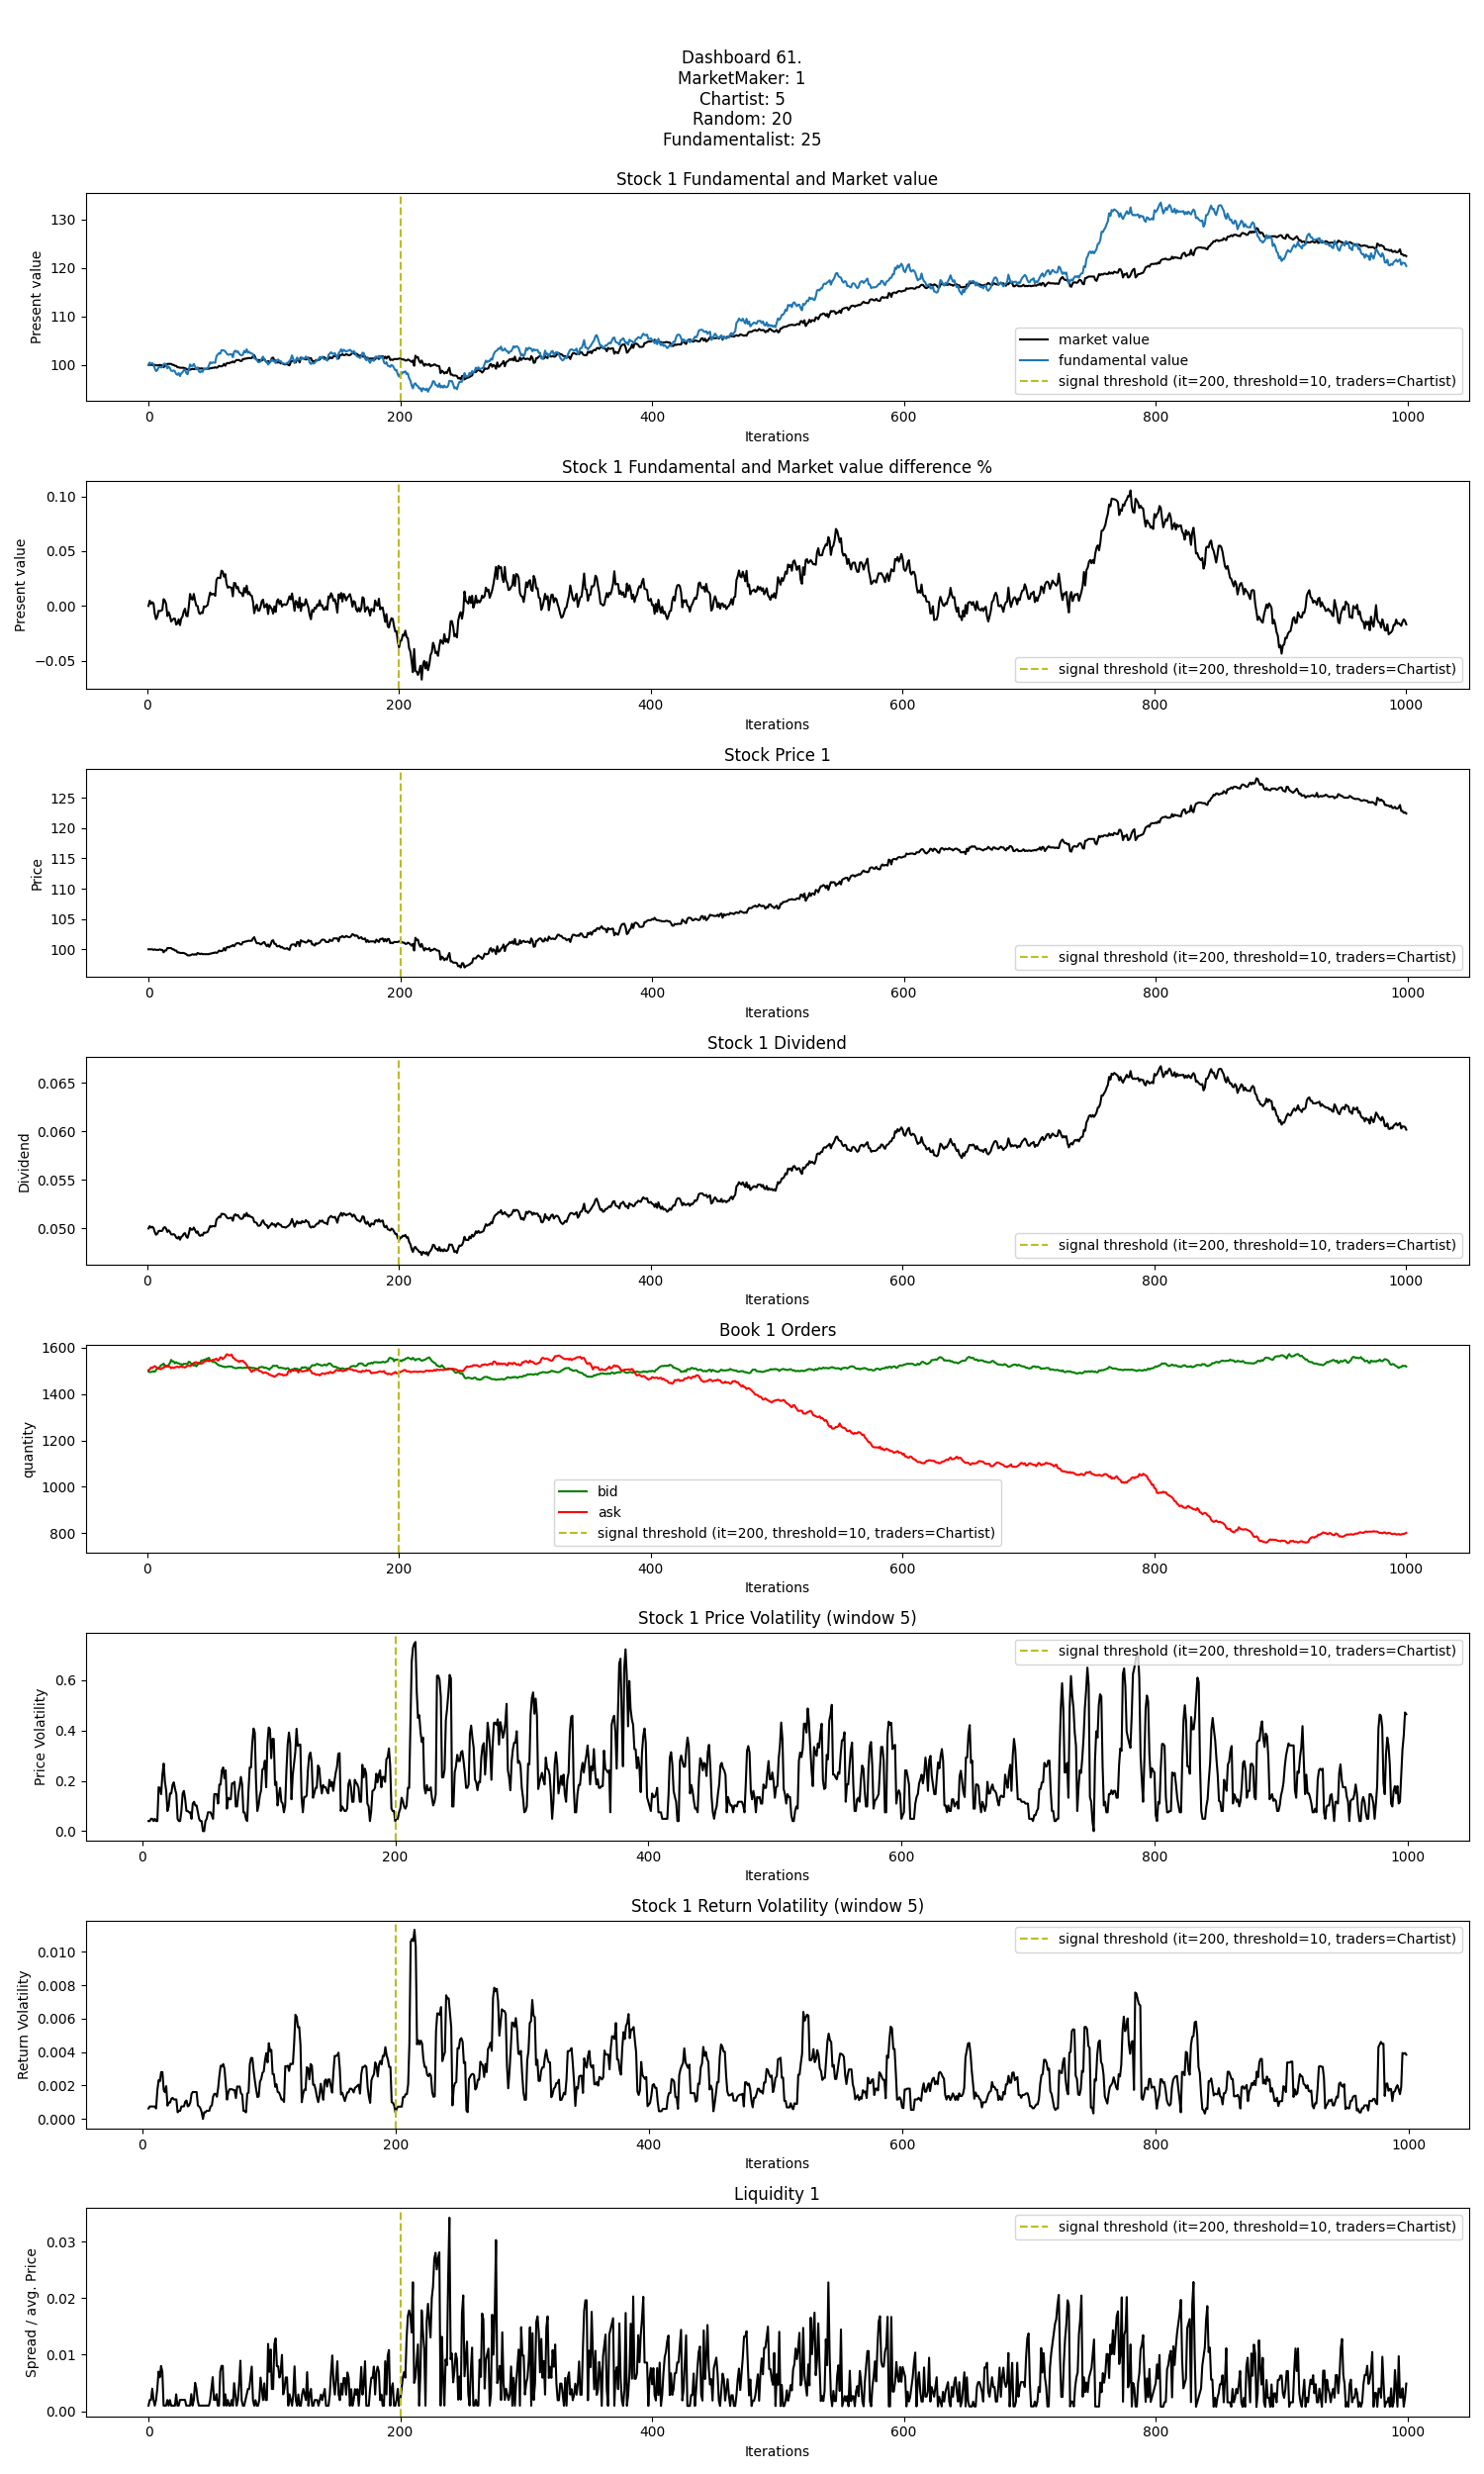 Dashboard 61.
MarketMaker: 1
Chartist: 5
Random: 20
Fundamentalist: 25
Stock 1 Fundamental and Market value
Present value
130
120
110
100
market value
fundamental value
signal threshold (it=200, threshold=10, traders=Chartist)
0 200 400 600 800 1000
Iterations
Stock 1 Fundamental and Market value difference %
Present value
0.10
0.05
0.00
−0.05
signal threshold (it=200, threshold=10, traders=Chartist)
0 200 400 600 800 1000
Iterations
Stock Price 1
Price
125
120
115
110
105
100
signal threshold (it=200, threshold=10, traders=Chartist)
0 200 400 600 800 1000
Iterations
Stock 1 Dividend
Dividend
0.065
0.060
0.055
0.050
signal threshold (it=200, threshold=10, traders=Chartist)
0 200 400 600 800 1000
Iterations
Book 1 Orders
quantity
1600
1400
1200
1000
800
bid
ask
signal threshold (it=200, threshold=10, traders=Chartist)
0 200 400 600 800 1000
Iterations
Stock 1 Price Volatility (window 5)
Price Volatility
0.6
0.4
0.2
0.0
signal threshold (it=200, threshold=10, traders=Chartist)
0 200 400 600 800 1000
Iterations
Stock 1 Return Volatility (window 5)
Return Volatility
0.010
0.008
0.006
0.004
0.002
0.000
signal threshold (it=200, threshold=10, traders=Chartist)
0 200 400 600 800 1000
Iterations
Liquidity 1
Spread / avg. Price
0.03
0.02
0.01
0.00
signal threshold (it=200, threshold=10, traders=Chartist)
0 200 400 600 800 1000
Iterations